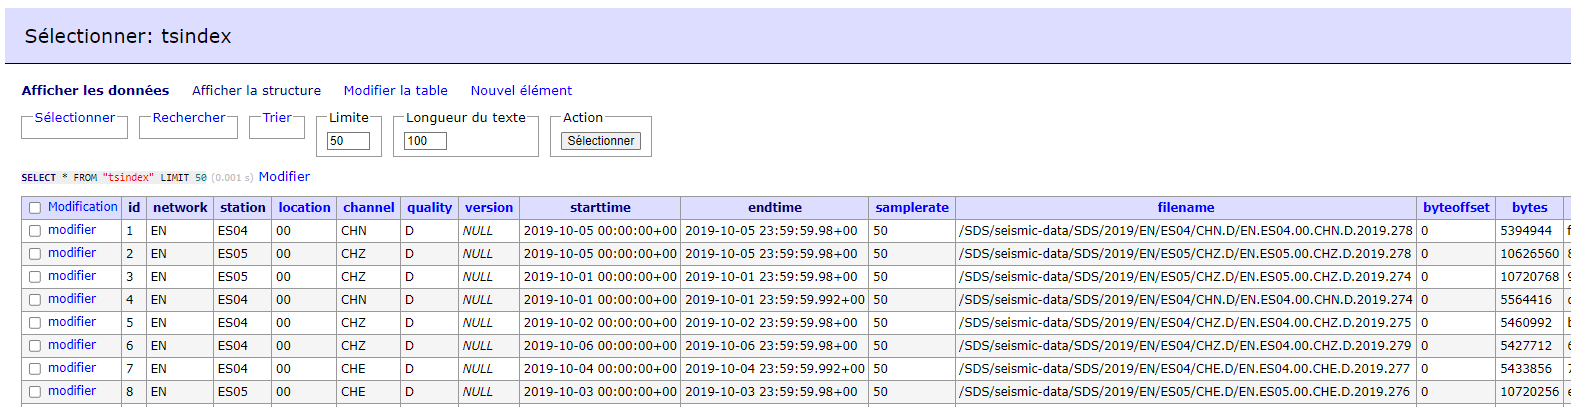 Sélectionner: tsindex
Afficher les données Afficher la structure Modifier la table Nouvel élément
Sélectionner Rechercher Trier Limite Longueur du texte Action
50 100 Sélectionner
SELECT * FROM "tsindex" LIMIT 50 (0.001 s) Modifier
Modification id network station location channel quality version starttime endtime samplerate filename byteoffset bytes
modifier 1 EN ES04 00 CHN D NULL 2019-10-05 00:00:00+00 2019-10-05 23:59:59.98+00 50 /SDS/seismic-data/SDS/2019/EN/ES04/CHN.D/EN.ES04.00.CHN.D.2019.278 0 5394944 f
modifier 2 EN ES05 00 CHZ D NULL 2019-10-05 00:00:00+00 2019-10-05 23:59:59.98+00 50 /SDS/seismic-data/SDS/2019/EN/ES05/CHZ.D/EN.ES05.00.CHZ.D.2019.278 0 10626560 8
modifier 3 EN ES05 00 CHZ D NULL 2019-10-01 00:00:00+00 2019-10-01 23:59:59.98+00 50 /SDS/seismic-data/SDS/2019/EN/ES05/CHZ.D/EN.ES05.00.CHZ.D.2019.274 0 10720768 9
modifier 4 EN ES04 00 CHN D NULL 2019-10-01 00:00:00+00 2019-10-01 23:59:59.992+00 50 /SDS/seismic-data/SDS/2019/EN/ES04/CHN.D/EN.ES04.00.CHN.D.2019.274 0 5564416
modifier 5 EN ES04 00 CHZ D NULL 2019-10-02 00:00:00+00 2019-10-02 23:59:59.98+00 50 /SDS/seismic-data/SDS/2019/EN/ES04/CHZ.D/EN.ES04.00.CHZ.D.2019.275 0 5460992
modifier 6 EN ES04 00 CHZ D NULL 2019-10-06 00:00:00+00 2019-10-06 23:59:59.98+00 50 /SDS/seismic-data/SDS/2019/EN/ES04/CHZ.D/EN.ES04.00.CHZ.D.2019.279 0 5427712 6
modifier 7 EN ES04 00 CHE D NULL 2019-10-04 00:00:00+00 2019-10-04 23:59:59.992+00 50 /SDS/seismic-data/SDS/2019/EN/ES04/CHE.D/EN.ES04.00.CHE.D.2019.277 0 5433856 7
modifier 8 EN ES05 00 CHE D NULL 2019-10-03 00:00:00+00 2019-10-03 23:59:59.98+00 50 /SDS/seismic-data/SDS/2019/EN/ES05/CHE.D/EN.ES05.00.CHE.D.2019.276 0 10720256